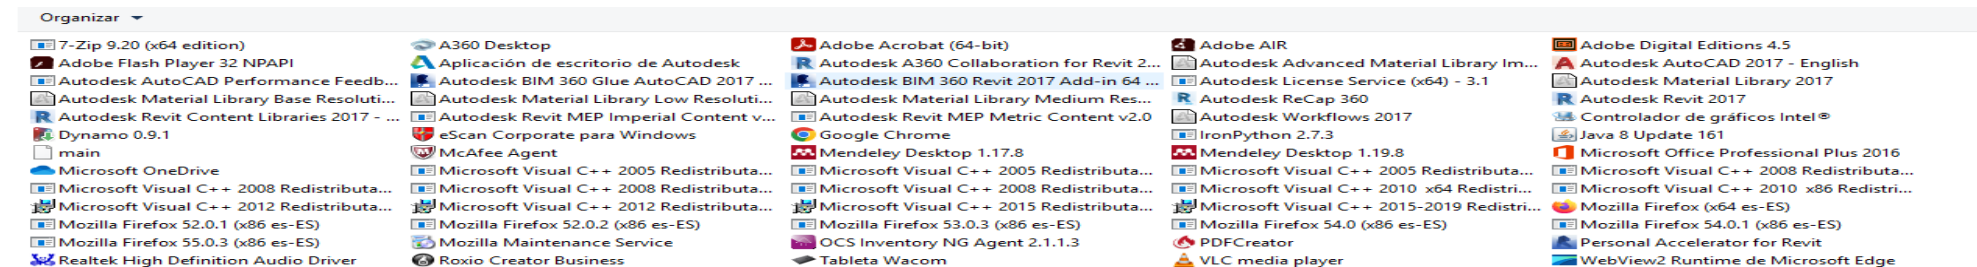 Organizar
7-Zip 9.20 (x64 edition) A360 Desktop Adobe Acrobat (64-bit) Adobe AIR Adobe Digital Editions 4.5
Adobe Flash Player 32 NPAPI Aplicación de escritorio de Autodesk Autodesk A360 Collaboration for Revit 2... Autodesk Advanced Material Library Im... Autodesk AutoCAD 2017 - English
Autodesk AutoCAD Performance Feedb... Autodesk BIM 360 Glue AutoCAD 2017 ... Autodesk BIM 360 Revit 2017 Add-in 64 ... Autodesk License Service (x64) - 3.1 Autodesk Material Library 2017
Autodesk Material Library Base Resoluti... Autodesk Material Library Low Resoluti... Autodesk Material Library Medium Res... Autodesk ReCap 360 Autodesk Revit 2017
Autodesk Revit Content Libraries 2017 - ... Autodesk Revit MEP Imperial Content v... Autodesk Revit MEP Metric Content v2.0 Autodesk Workflows 2017 Controlador de gráficos Intel®
Dynamo 0.9.1 eScan Corporate para Windows Google Chrome IronPython 2.7.3 Java 8 Update 161
main McAfee Agent Mendeley Desktop 1.17.8 Mendeley Desktop 1.19.8 Microsoft Office Professional Plus 2016
Microsoft OneDrive Microsoft Visual C++ 2005 Redistributa... Microsoft Visual C++ 2005 Redistributa... Microsoft Visual C++ 2005 Redistributa... Microsoft Visual C++ 2008 Redistributa...
Microsoft Visual C++ 2008 Redistributa... Microsoft Visual C++ 2008 Redistributa... Microsoft Visual C++ 2008 Redistributa... Microsoft Visual C++ 2010 x64 Redistri... Microsoft Visual C++ 2010 x86 Redistri...
Microsoft Visual C++ 2012 Redistributa... Microsoft Visual C++ 2012 Redistributa... Microsoft Visual C++ 2015 Redistributa... Microsoft Visual C++ 2015-2019 Redistri... Mozilla Firefox (x64 es-ES)
Mozilla Firefox 52.0.1 (x86 es-ES) Mozilla Firefox 52.0.2 (x86 es-ES) Mozilla Firefox 53.0.3 (x86 es-ES) Mozilla Firefox 54.0 (x86 es-ES) Mozilla Firefox 54.0.1 (x86 es-ES)
Mozilla Firefox 55.0.3 (x86 es-ES) Mozilla Maintenance Service OCS Inventory NG Agent 2.1.1.3 PDFCreator Personal Accelerator for Revit
Realtek High Definition Audio Driver Roxio Creator Business Tableta Wacom VLC media player WebView2 Runtime de Microsoft Edge